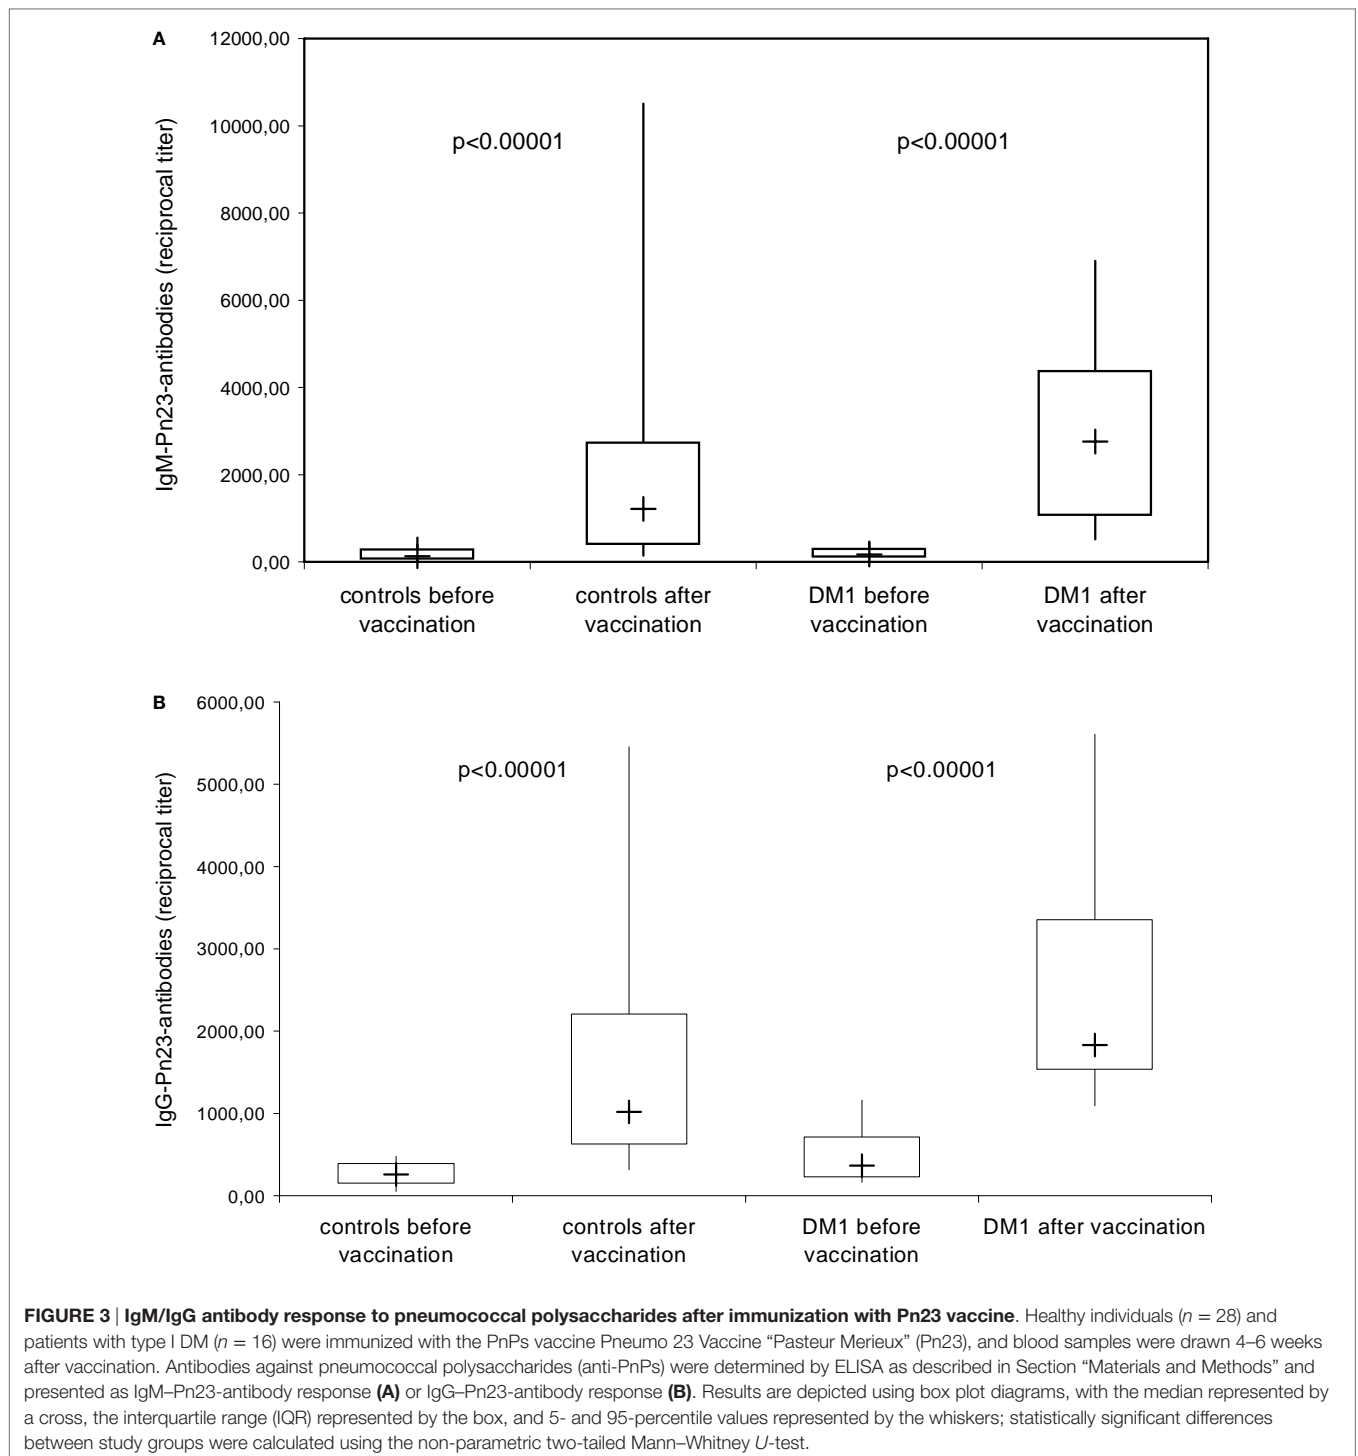 A
12000,00
10000,00
8000,00
6000,00
4000,00
2000,00
0,00
IgM-Pn23-antibodies (reciprocal titer)
p<0.00001
p<0.00001
controls before
vaccination
controls after
vaccination
DM1 before
vaccination
DM1 after
vaccination
B
6000,00
5000,00
4000,00
3000,00
2000,00
1000,00
0,00
IgG-Pn23-antibodies (reciprocal titer)
p<0.00001
p<0.00001
controls before
vaccination
controls after
vaccination
DM1 before
vaccination
DM1 after vaccination
FIGURE 3 | IgM/IgG antibody response to pneumococcal polysaccharides after immunization with Pn23 vaccine. Healthy individuals (n = 28) and
patients with type I DM (n = 16) were immunized with the PnPs vaccine Pneumo 23 Vaccine “Pasteur Merieux” (Pn23), and blood samples were drawn 4–6 weeks
after vaccination. Antibodies against pneumococcal polysaccharides (anti-PnPs) were determined by ELISA as described in Section “Materials and Methods” and
presented as IgM–Pn23-antibody response (A) or IgG–Pn23-antibody response (B). Results are depicted using box plot diagrams, with the median represented by
a cross, the interquartile range (IQR) represented by the box, and 5- and 95-percentile values represented by the whiskers; statistically significant differences
between study groups were calculated using the non-parametric two-tailed Mann–Whitney U-test.